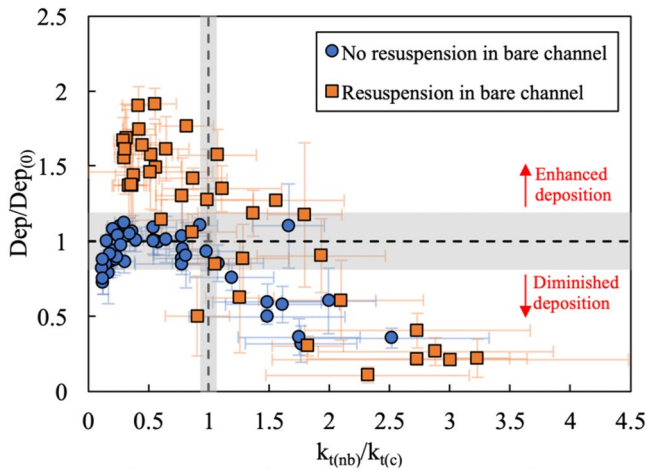 2.5
2
1.5
1
0.5
0
Dep/Dep(0)
No resuspension in bare channel
Resuspension in bare channel
Enhanced
deposition
Diminished
deposition
0 0.5 1 1.5 2 2.5 3 3.5 4 4.5
kt(nb)/kt(c)